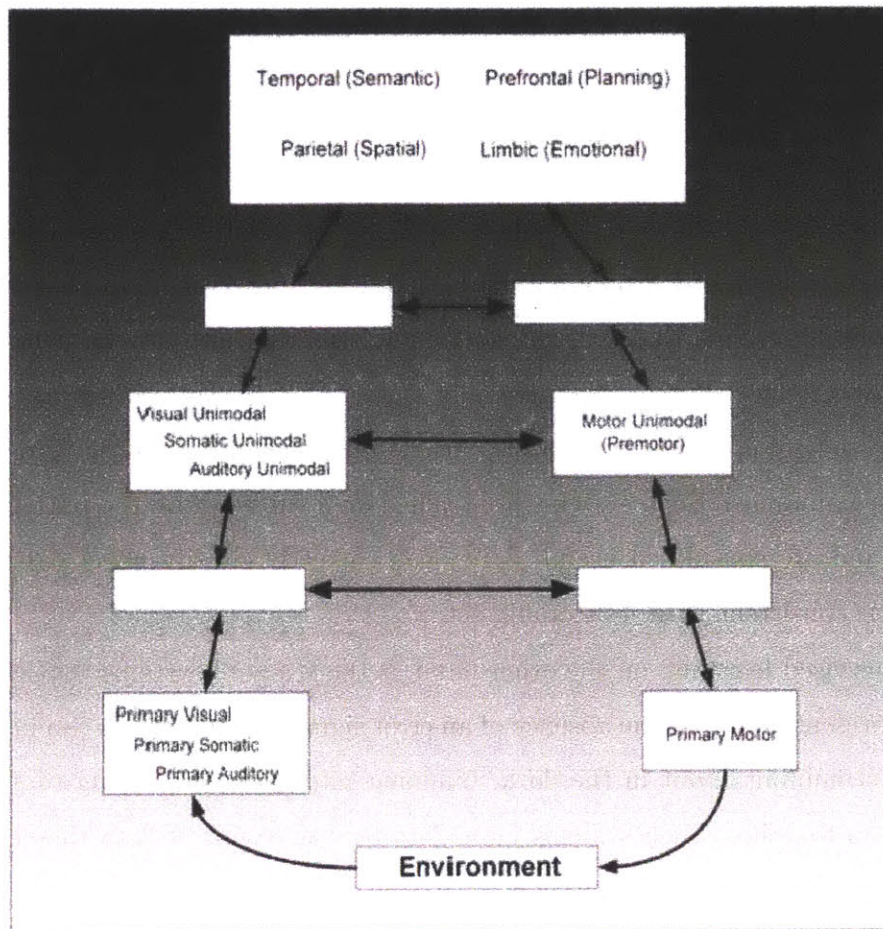 Temporal (Semantic) Prefrontal (Planning)
Parietal (Spatial) Limbic (Emotional)
Visual Unimodal
Somatic Unimodal
Auditory Unimodal
Motor Unimodal
(Premotor)
Primary Visual
Primary Somatic
Primary Auditory
Primary Motor
Environment